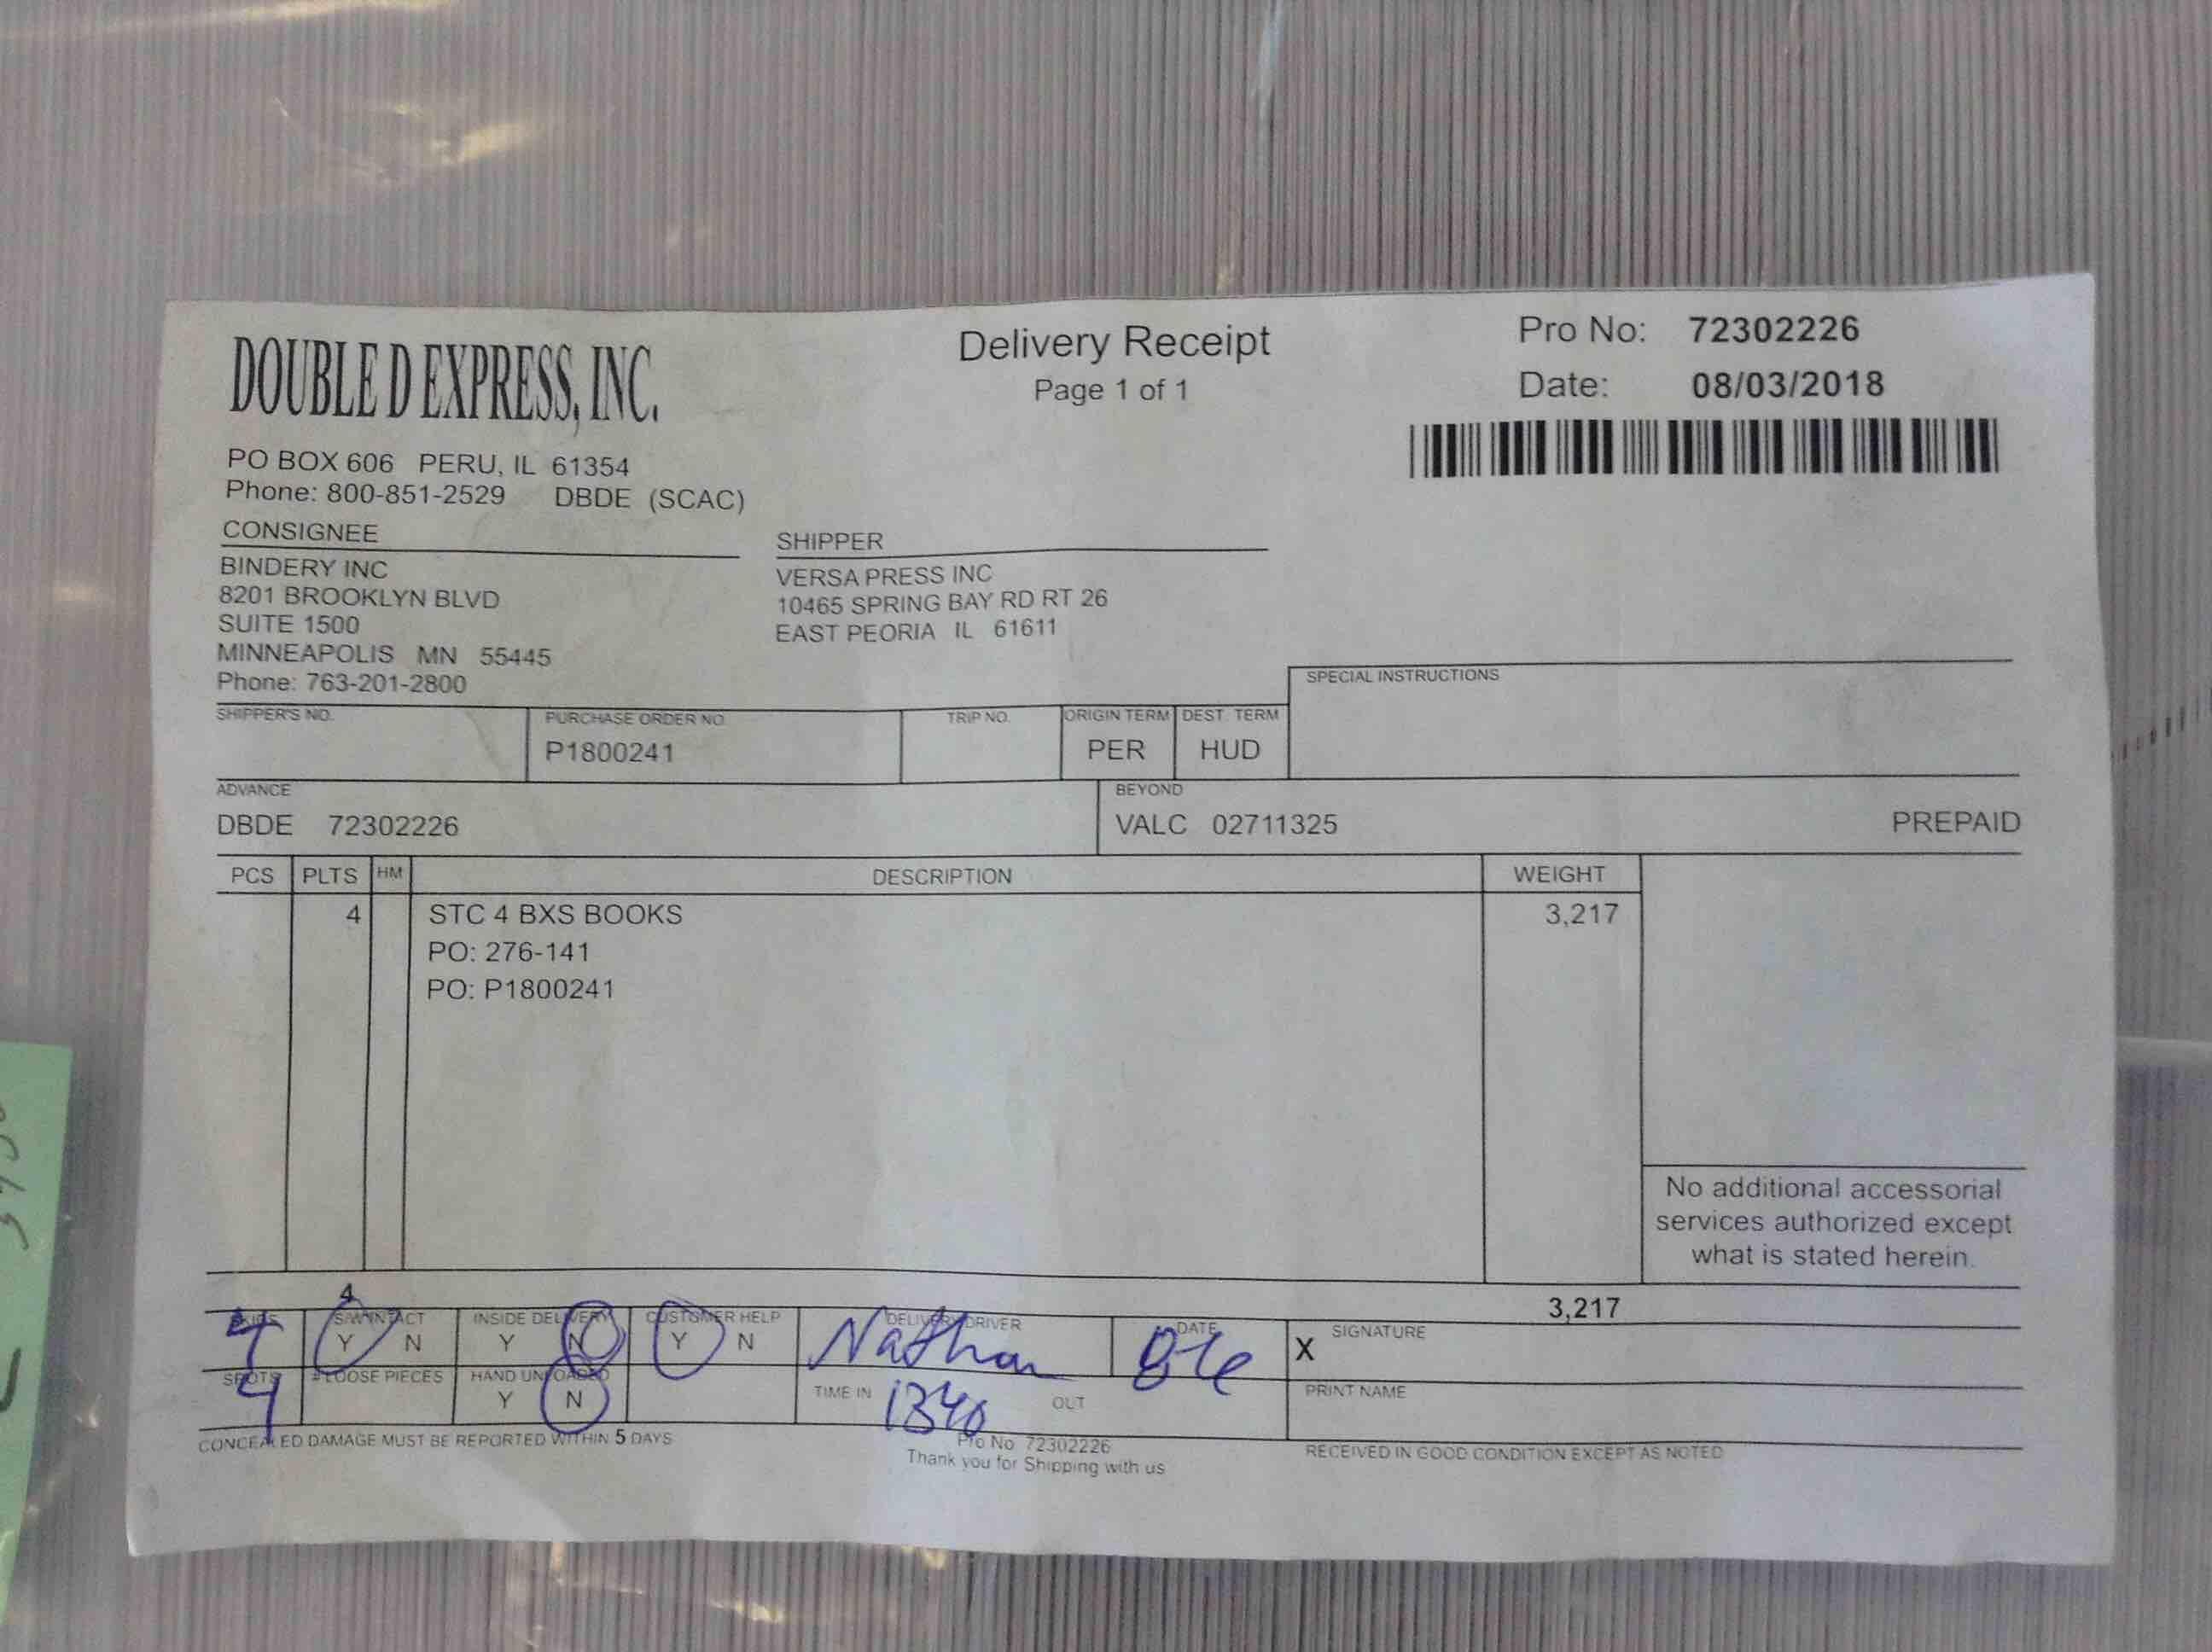 DOUBLE D EXPRESS, INC.
Delivery Receipt
Page 1 of 1
Pro No: 72302226
Date: 08/03/2018
PO BOX 606 PERU, IL 61354
Phone: 800-851-2529 DBDE (SCAC)
CONSIGNEE
BINDERY INC
8201 BROOKLYN BLVD
SUITE 1500
MINNEAPOLIS MN 55445
Phone: 763-201-2800
SHIPPER
VERSA PRESS INC
10465 SPRING BAY RD RT 26
EAST PEORIA IL 61611
SPECIAL INSTRUCTIONS
SHIPPER'S NO. PURCHASE ORDER NO. TRIP NO. ORIGIN TERM DEST. TERM
P1800241 PER HUD
ADVANCE BEYOND
DBDE 72302226 VALC 02711325 PREPAID
PCS PLTS HM DESCRIPTION WEIGHT
4 STC 4 BXS BOOKS 3,217
PO: 276-141
PO: P1800241
No additional accessorial
services authorized except
what is stated herein.
4 3,217
SKIDS S/W INTACT INSIDE DELIVERY CUSTOMER HELP DELIVERY DRIVER DATE SIGNATURE
4 Y N Y N Y N Nathan X
SPOTS # LOOSE PIECES HAND UNLOADED TIME IN 1340 OUT PRINT NAME
4 Y N
CONCEALED DAMAGE MUST BE REPORTED WITHIN 5 DAYS
Pro No 72302226
Thank you for Shipping with us
RECEIVED IN GOOD CONDITION EXCEPT AS NOTED